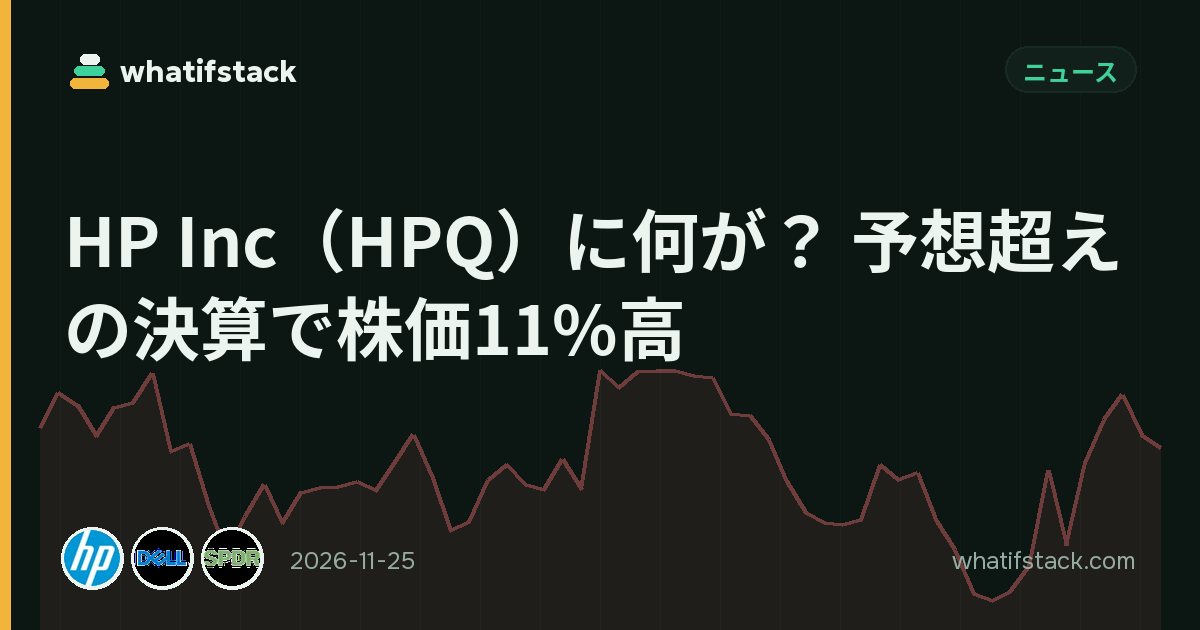 whatifstack
ニュース
HP Inc（HPQ）に何が？ 予想超え
の決算で株価11%高
hp
DELL
SPDR
2026-11-25
whatifstack.com